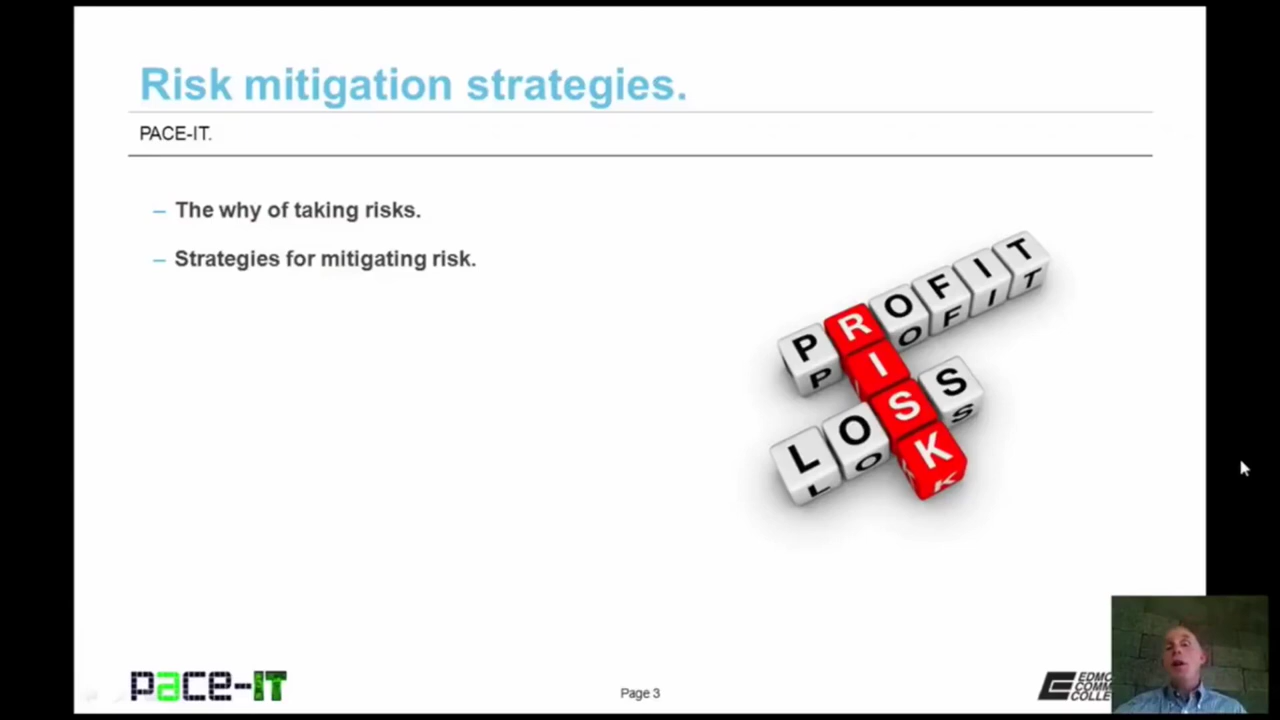 Risk mitigation strategies.
PACE-IT.
– The why of taking risks.
– Strategies for mitigating risk.
PROFIT
RISK
LOSS
pace-IT
Page 3